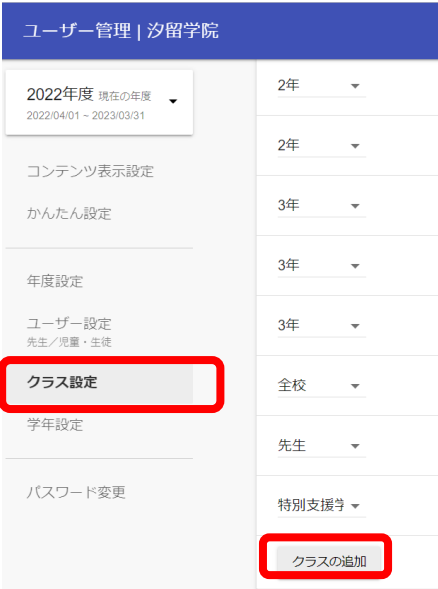 ユーザー管理 | 汐留学院
2022年度 現在の年度
2022/04/01 ~ 2023/03/31
コンテンツ表示設定
かんたん設定
年度設定
ユーザー設定
先生／児童・生徒
クラス設定
学年設定
パスワード変更
2年
2年
3年
3年
3年
全校
先生
特別支援学
クラスの追加